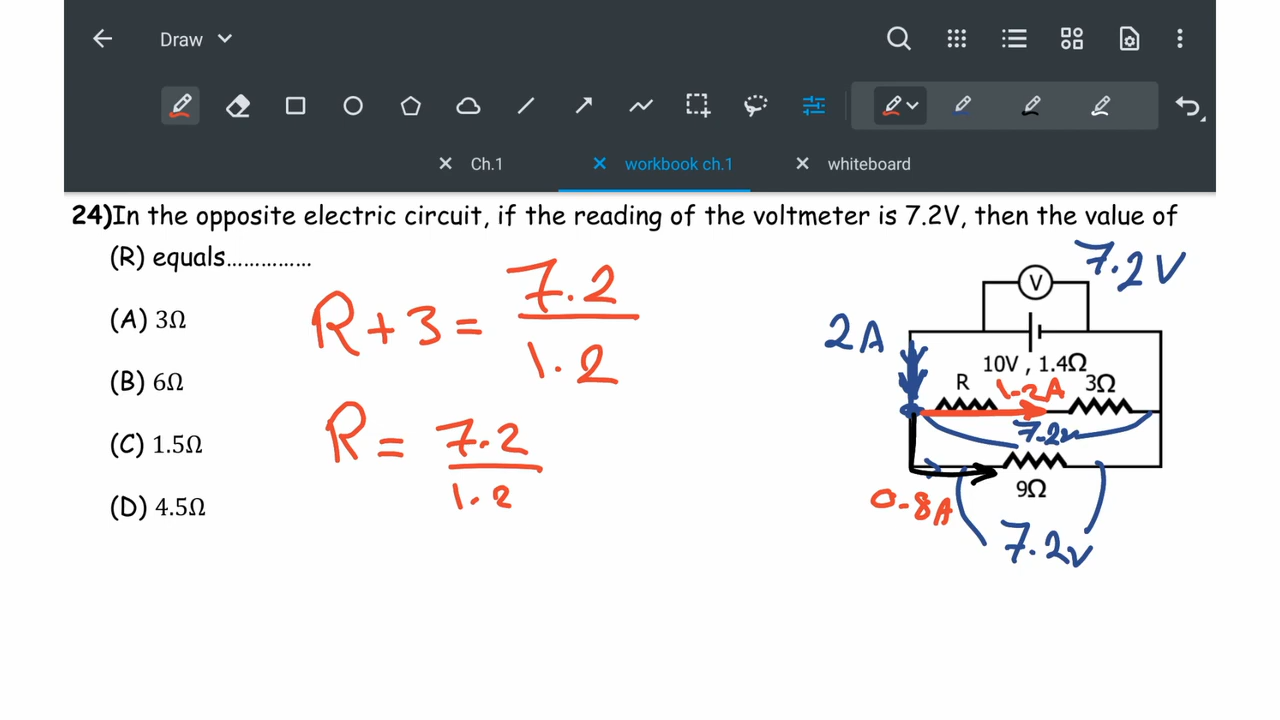 Draw
Ch.1
workbook ch.1
whiteboard
24)In the opposite electric circuit, if the reading of the voltmeter is 7.2V, then the value of
(R) equals..............
(A) 3Ω
(B) 6Ω
(C) 1.5Ω
(D) 4.5Ω
R + 3 = 7.2
1.2
R = 7.2
1.2
7.2V
V
2A
10V , 1.4Ω
R
1.2A
3Ω
7.2v
9Ω
0.8A
7.2v